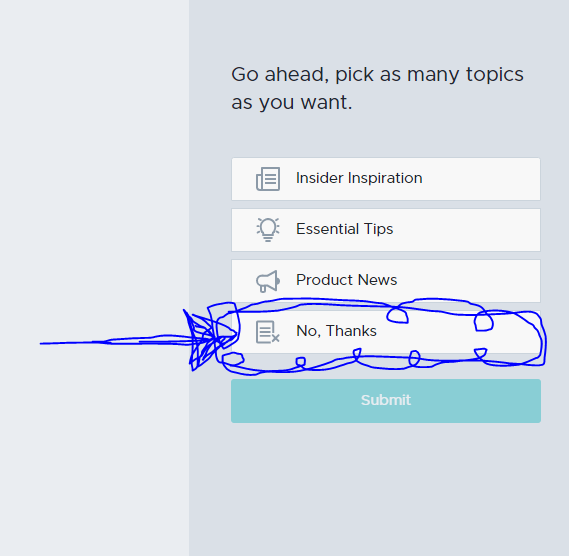 Go ahead, pick as many topics
as you want.
Insider Inspiration
Essential Tips
Product News
No, Thanks
Submit